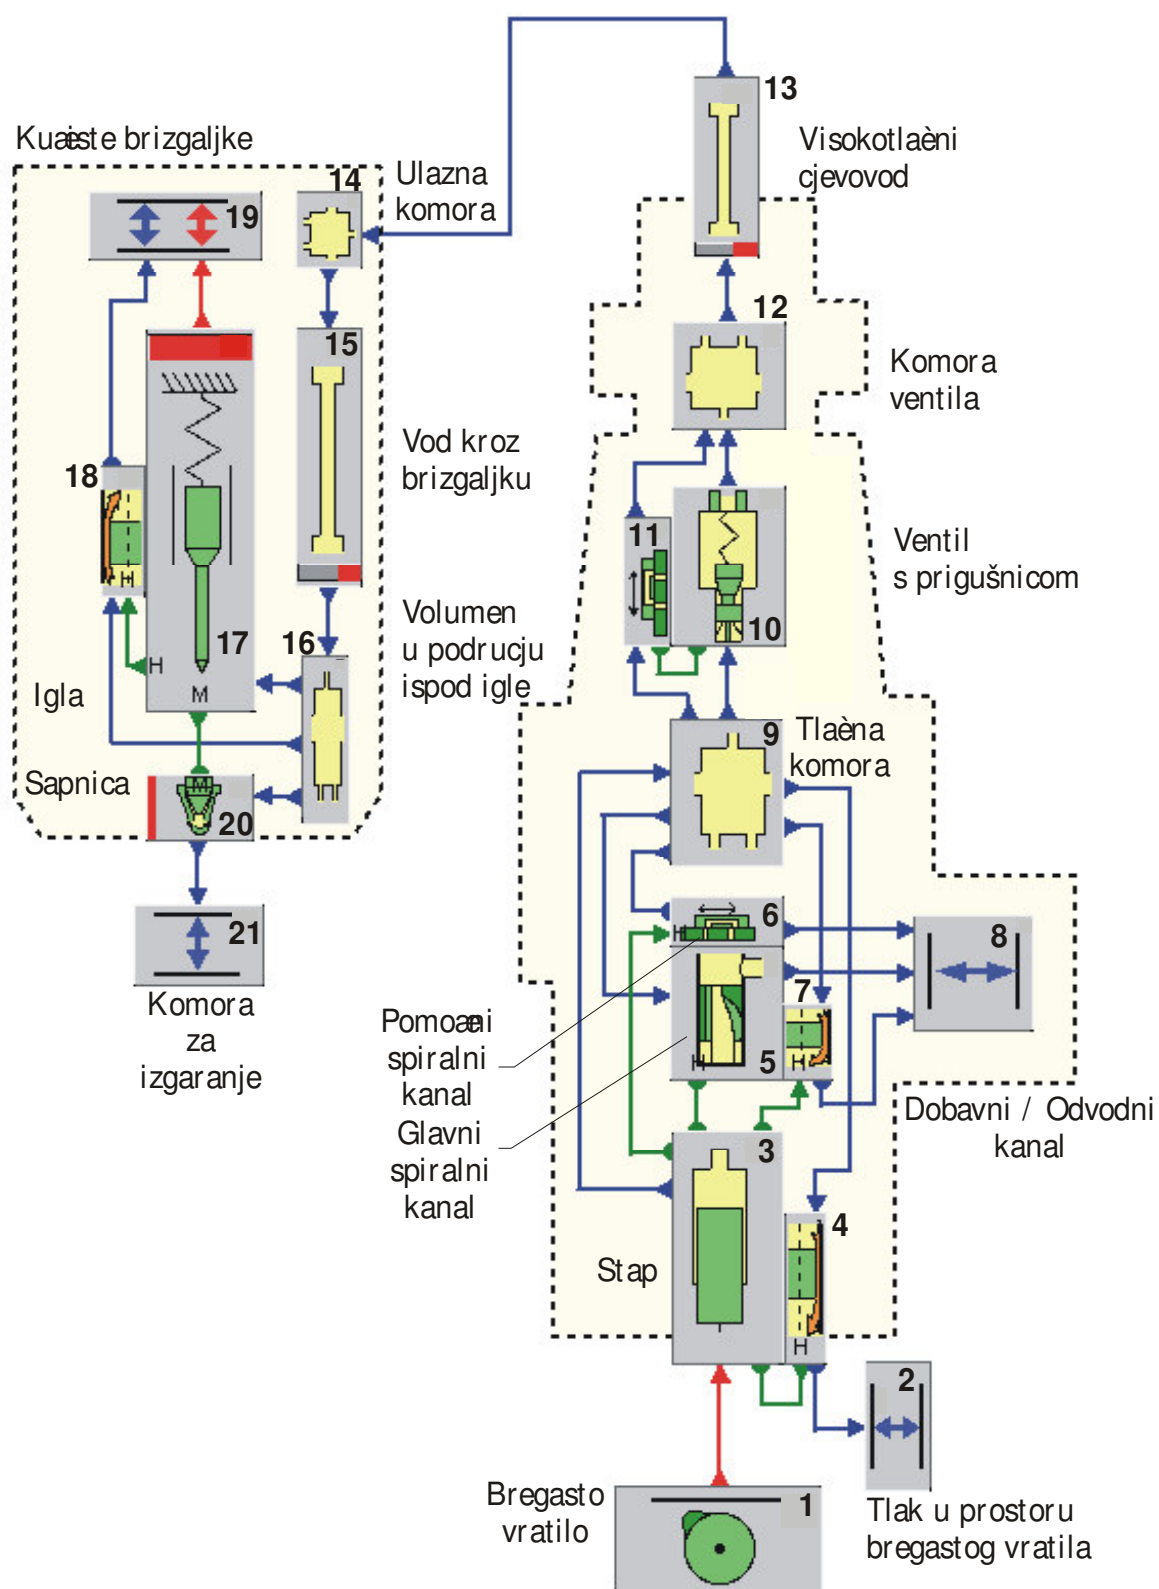 13
Visokotlaèni
cjevovod
Kuæiste brizgaljke
14
Ulazna
komora
19
12
Komora
ventila
15
Vod kroz
brizgaljku
18
11
Ventil
s prigušnicom
10
Volumen
u podrucju
ispod igle
16
17
H
M
H
Igla
9
Tlaèna
komora
Sapnica
M
20
6
H
8
21
7
5
H
H
Komora
za
izgaranje
Pomoæni
spiralni
kanal
Glavni
spiralni
kanal
Dobavni / Odvodni
kanal
3
4
Stap
H
2
Bregasto
vratilo
1
Tlak u prostoru
bregastog vratila